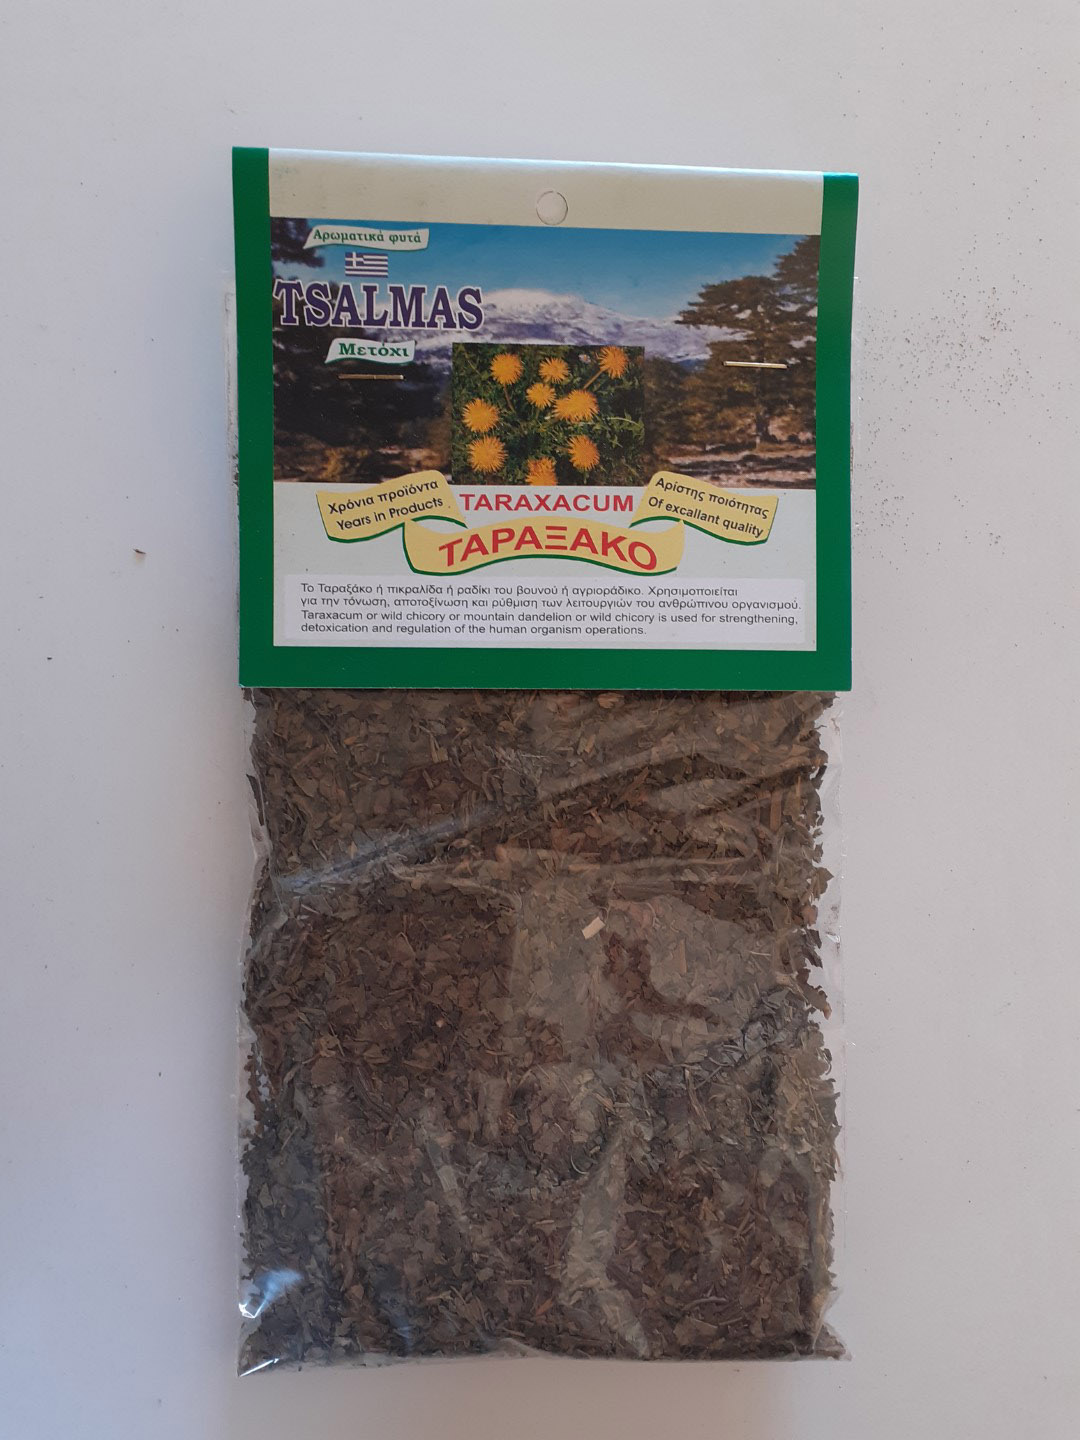 Αρωματικά φυτά
TSALMAS
Μετόχι
Χρόνια προϊόντα
Years in Products
TARAXACUM
Αρίστης ποιότητας
Of excallant quality
ΤΑΡΑΞΑΚΟ
Το Ταραξάκο ή πικραλίδα ή ραδίκι του βουνού ή αγριοράδικο. Χρησιμοποιείται
για την τόνωση, αποτοξίνωση και ρύθμιση των λειτουργιών του ανθρώπινου οργανισμού.
Taraxacum or wild chicory or mountain dandelion or wild chicory is used for strengthening,
detoxication and regulation of the human organism operations.